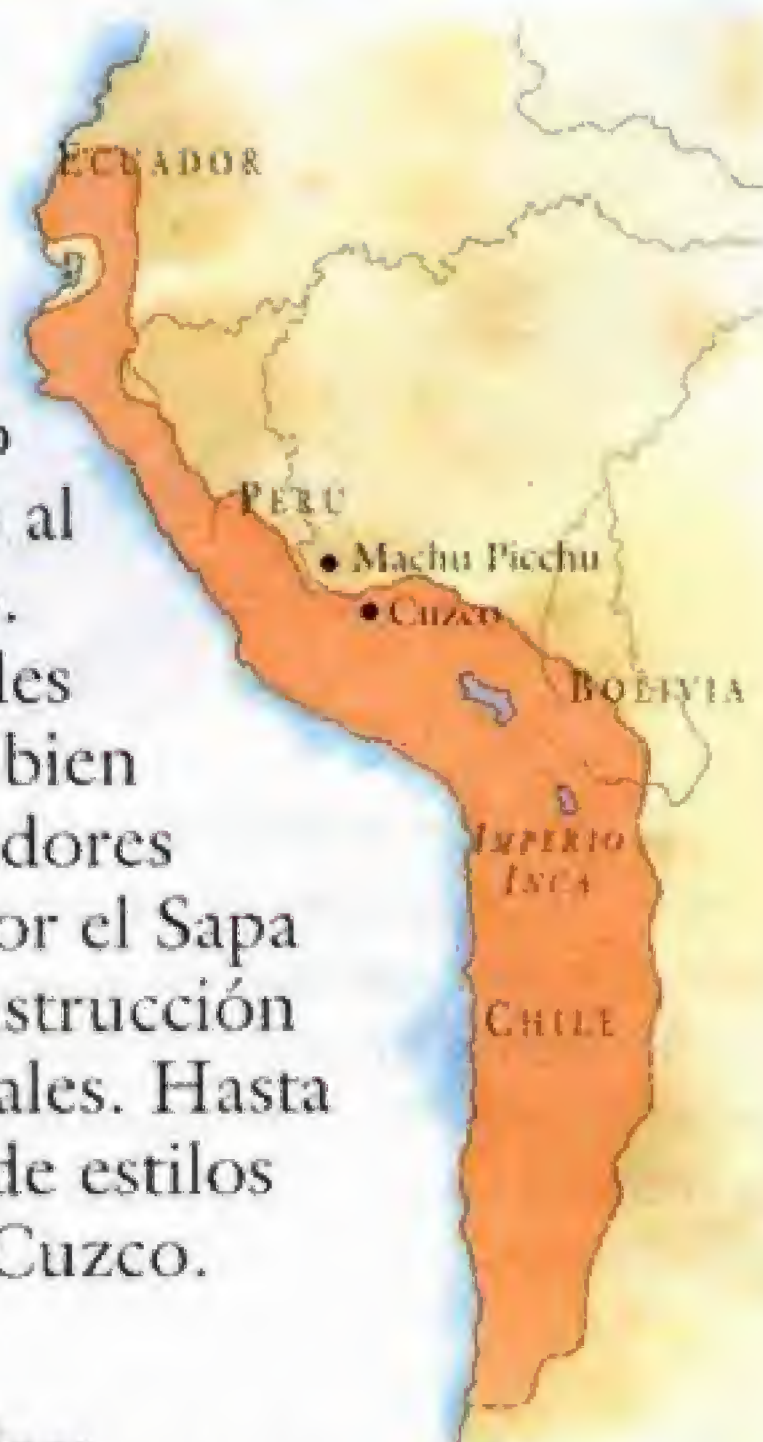 ECUADOR
al
PERU
Machu Picchu
.
Cuzco
les
BOLIVIA
bien
dores
IMPERIO
INCA
or el Sapa
strucción
CHILE
ales. Hasta
de estilos
Cuzco.